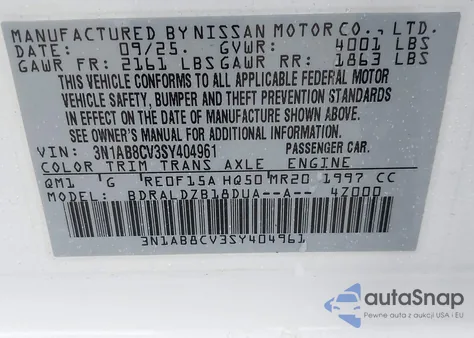 MANUFACTURED BY NISSAN MOTOR CO., LTD.
DATE: 09/25. GVWR: 4001 LBS
GAWR FR: 2161 LBS GAWR RR: 1863 LBS
THIS VEHICLE CONFORMS TO ALL APPLICABLE FEDERAL MOTOR
VEHICLE SAFETY, BUMPER AND THEFT PREVENTION STANDARDS
IN EFFECT ON THE DATE OF MANUFACTURE SHOWN ABOVE.
SEE OWNER'S MANUAL FOR ADDITIONAL INFORMATION.
VIN: 3N1AB8CV3SY404961 PASSENGER CAR.
COLOR TRIM TRANS AXLE ENGINE
QM1 G RE0F15A HQ50 MR20 1997 CC
MODEL: BDRALDZB18DUA--A-- 4Z000
3N1AB8CV3SY404961
autoSnap
Pewne auta z aukcji USA i EU